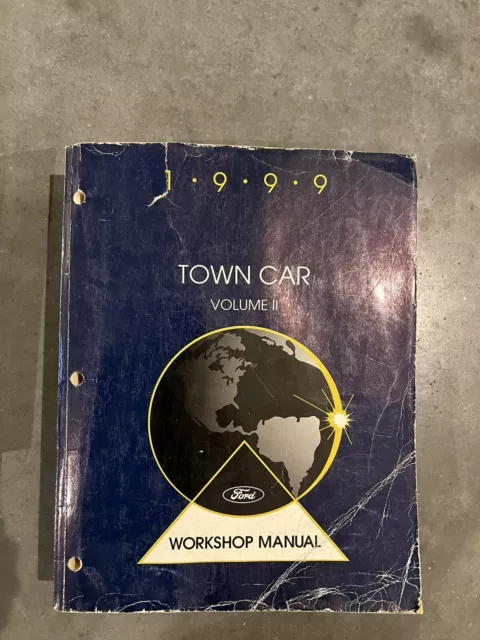 1·9·9·9
TOWN CAR
VOLUME II
Ford
WORKSHOP MANUAL